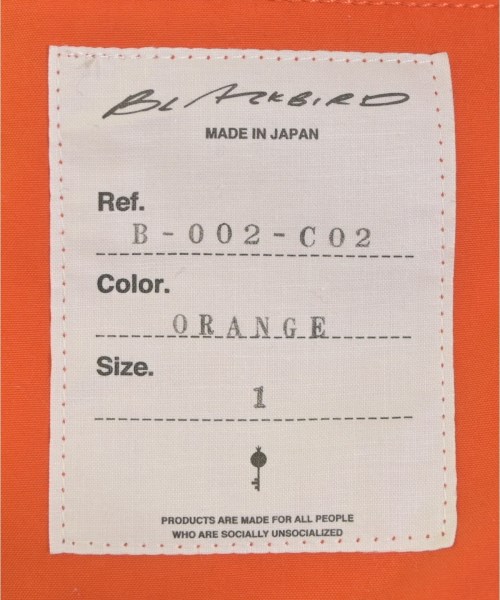 BLACKBIRD
MADE IN JAPAN
Ref.
B-002-C02
Color.
ORANGE
Size.
1
PRODUCTS ARE MADE FOR ALL PEOPLE
WHO ARE SOCIALLY UNSOCIALIZED